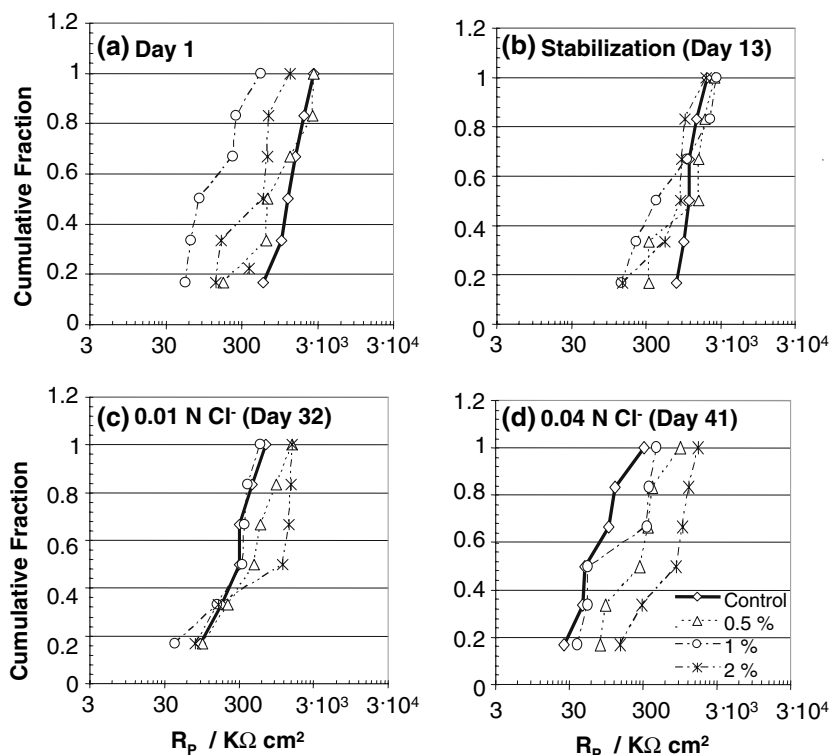 (a) Day 1
Cumulative Fraction
1.2
1
0.8
0.6
0.4
0.2
0
3 30 300 3·10³ 3·10⁴
(b) Stabilization (Day 13)
1.2
1
0.8
0.6
0.4
0.2
0
3 30 300 3·10³ 3·10⁴
(c) 0.01 N Cl⁻ (Day 32)
Cumulative Fraction
1.2
1
0.8
0.6
0.4
0.2
0
3 30 300 3·10³ 3·10⁴
R_P / KΩ cm²
(d) 0.04 N Cl⁻ (Day 41)
1.2
1
0.8
0.6
0.4
0.2
0
Control
0.5 %
1 %
2 %
3 30 300 3·10³ 3·10⁴
R_P / KΩ cm²